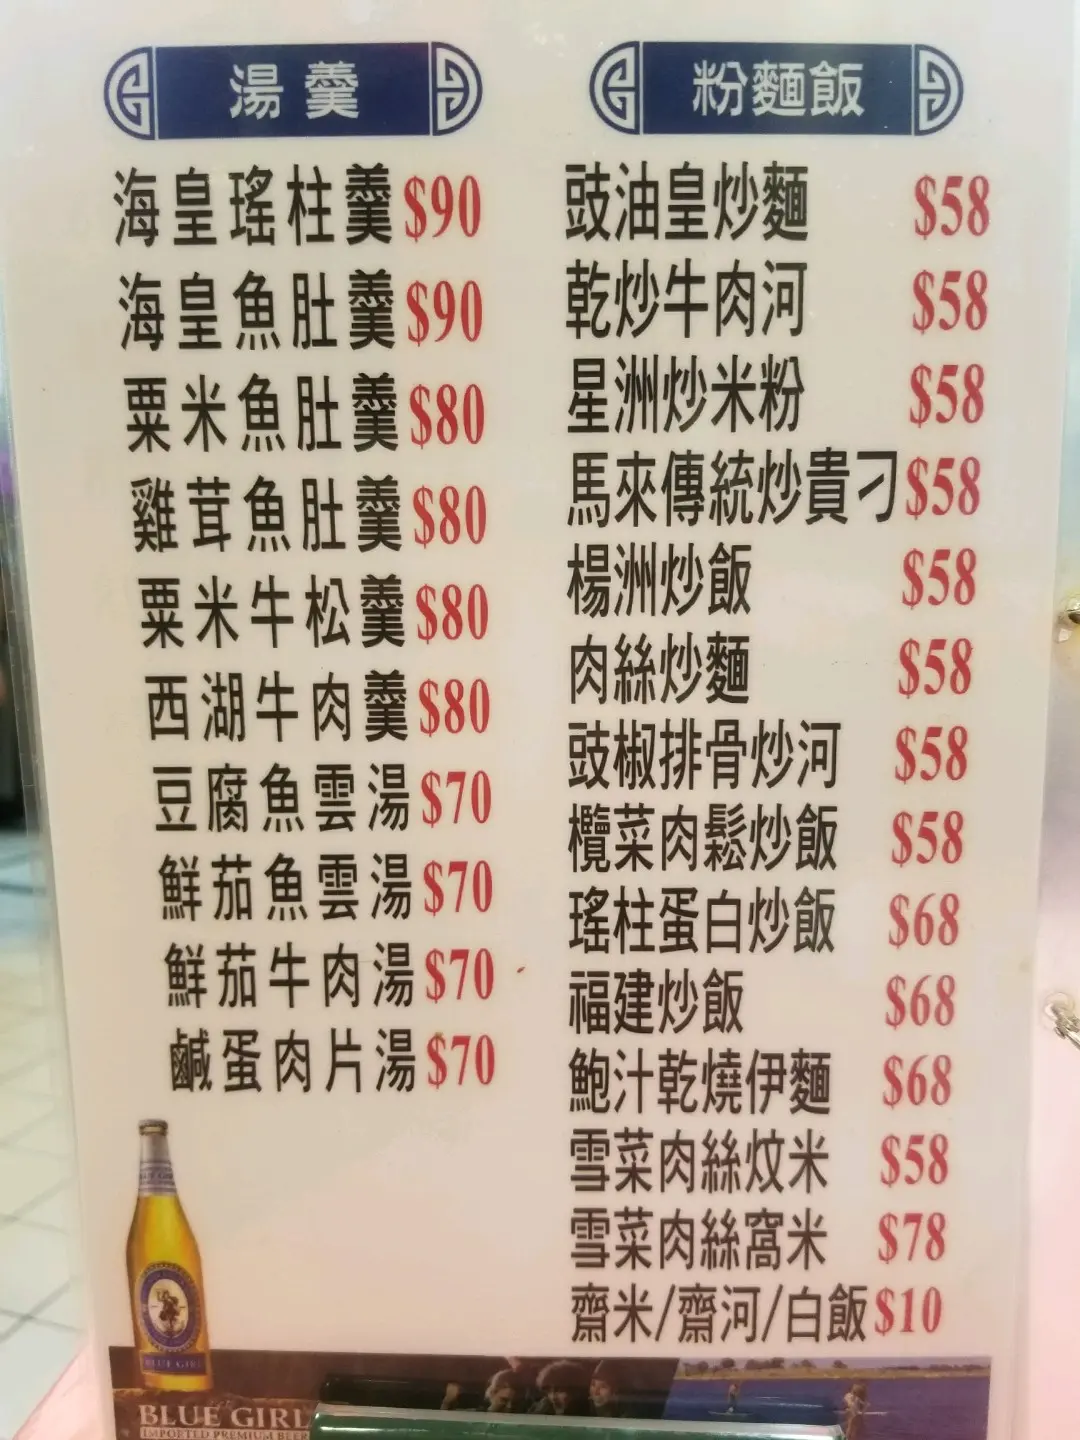 湯羹
海皇瑤柱羹$90
海皇魚肚羹$90
粟米魚肚羹$80
雞茸魚肚羹$80
粟米牛松羹$80
西湖牛肉羹$80
豆腐魚雲湯$70
鮮茄魚雲湯$70
鮮茄牛肉湯$70
鹹蛋肉片湯$70
粉麵飯
豉油皇炒麵 $58
乾炒牛肉河 $58
星洲炒米粉 $58
馬來傳統炒貴刁$58
楊洲炒飯 $58
肉絲炒麵 $58
豉椒排骨炒河 $58
欖菜肉鬆炒飯 $58
瑤柱蛋白炒飯 $68
福建炒飯 $68
鮑汁乾燒伊麵 $68
雪菜肉絲炆米 $58
雪菜肉絲窩米 $78
齋米/齋河/白飯$10
BLUE GIRL
BLUE GIRL
IMPORTED PREMIUM BEER